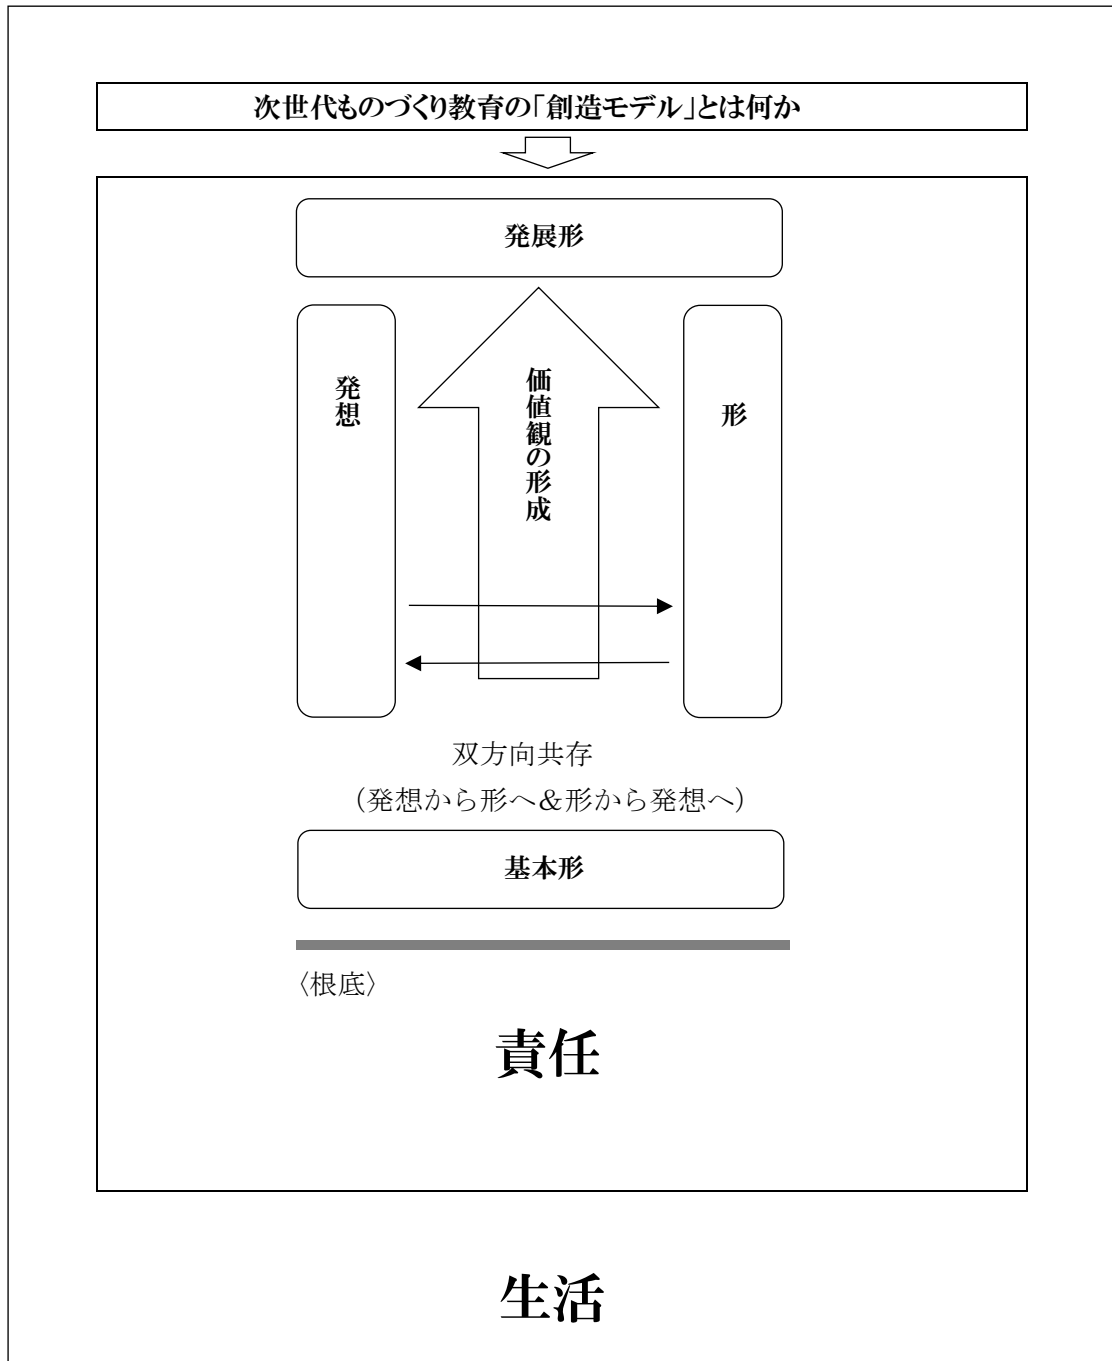 次世代ものづくり教育の「創造モデル」とは何か
発展形
発想
価値観の形成
形
双方向共存
(発想から形へ&形から発想へ)
基本形
〈根底〉
責任
生活